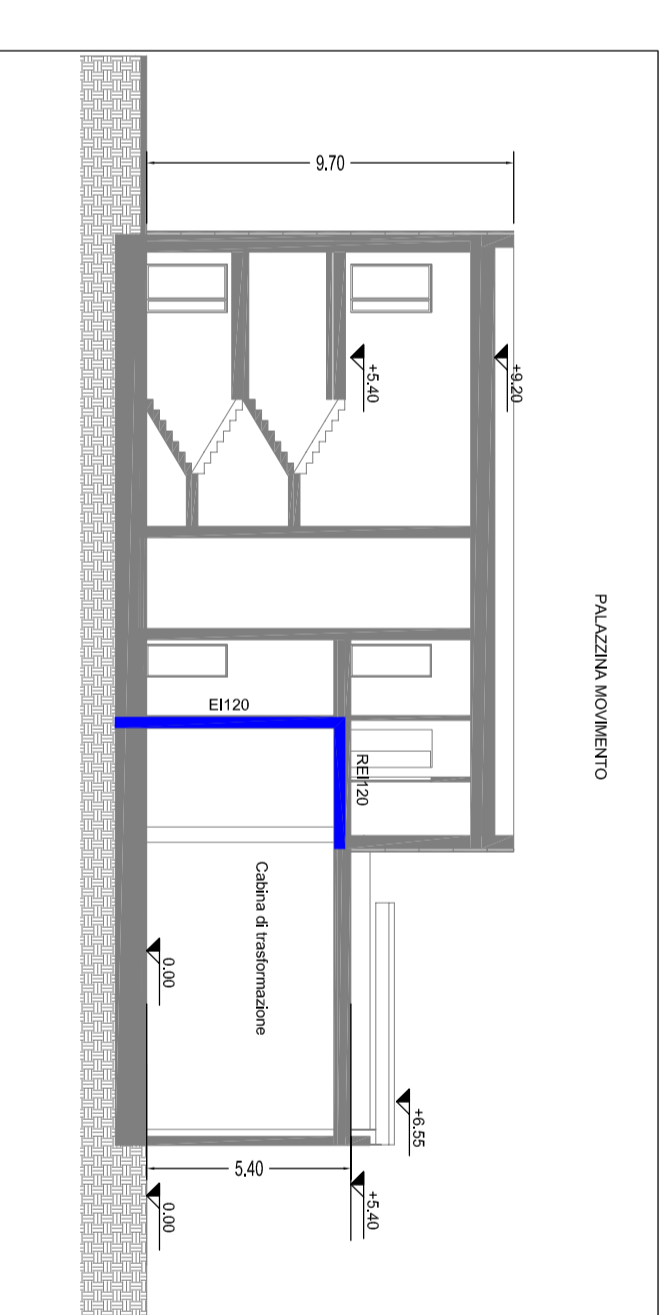 PALAZZINA MOVIMENTO
9.70
+9.20
+5.40
EI120
REI120
Cabina di trasformazione
0.00
+6.55
5.40
+5.40
0.00